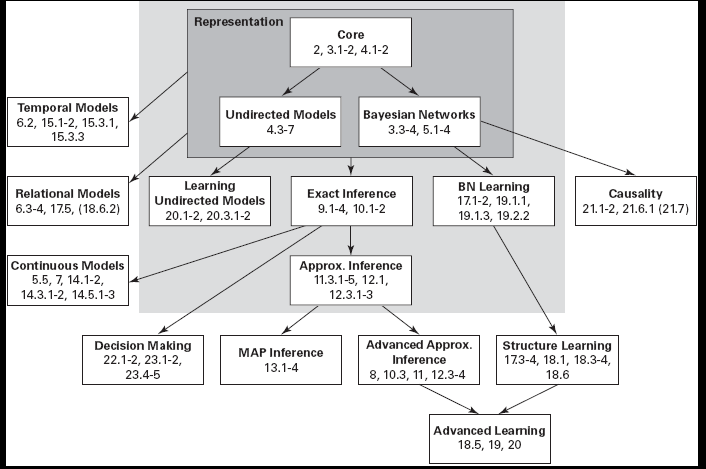 Representation
Core
2, 3.1-2, 4.1-2
Temporal Models
6.2, 15.1-2, 15.3.1,
15.3.3
Undirected Models
4.3-7
Bayesian Networks
3.3-4, 5.1-4
Relational Models
6.3-4, 17.5, (18.6.2)
Learning
Undirected Models
20.1-2, 20.3.1-2
Exact Inference
9.1-4, 10.1-2
BN Learning
17.1-2, 19.1.1,
19.1.3, 19.2.2
Causality
21.1-2, 21.6.1 (21.7)
Continuous Models
5.5, 7, 14.1-2,
14.3.1-2, 14.5.1-3
Approx. Inference
11.3.1-5, 12.1,
12.3.1-3
Decision Making
22.1-2, 23.1-2,
23.4-5
MAP Inference
13.1-4
Advanced Approx.
Inference
8, 10.3, 11, 12.3-4
Structure Learning
17.3-4, 18.1, 18.3-4,
18.6
Advanced Learning
18.5, 19, 20